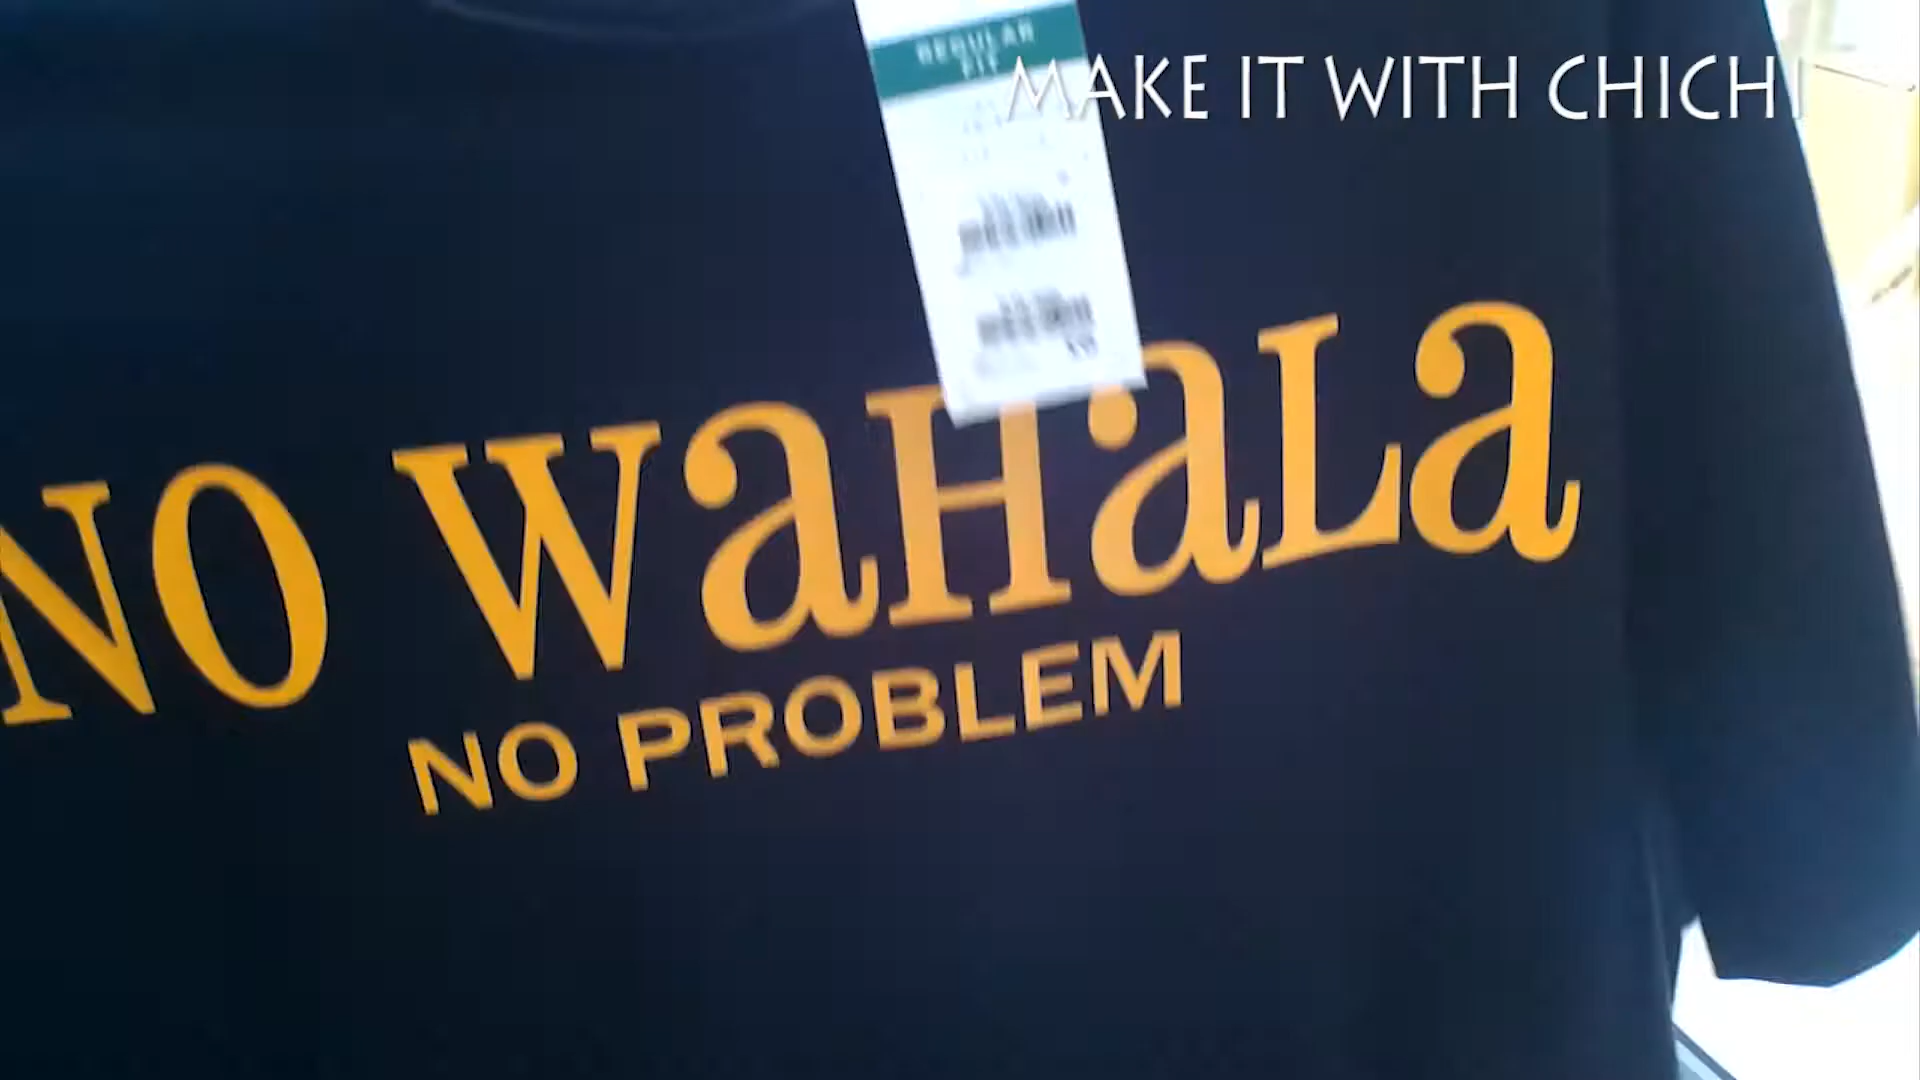 REGULAR
FIT
MAKE IT WITH CHICHI
NO WaHaLa
NO PROBLEM